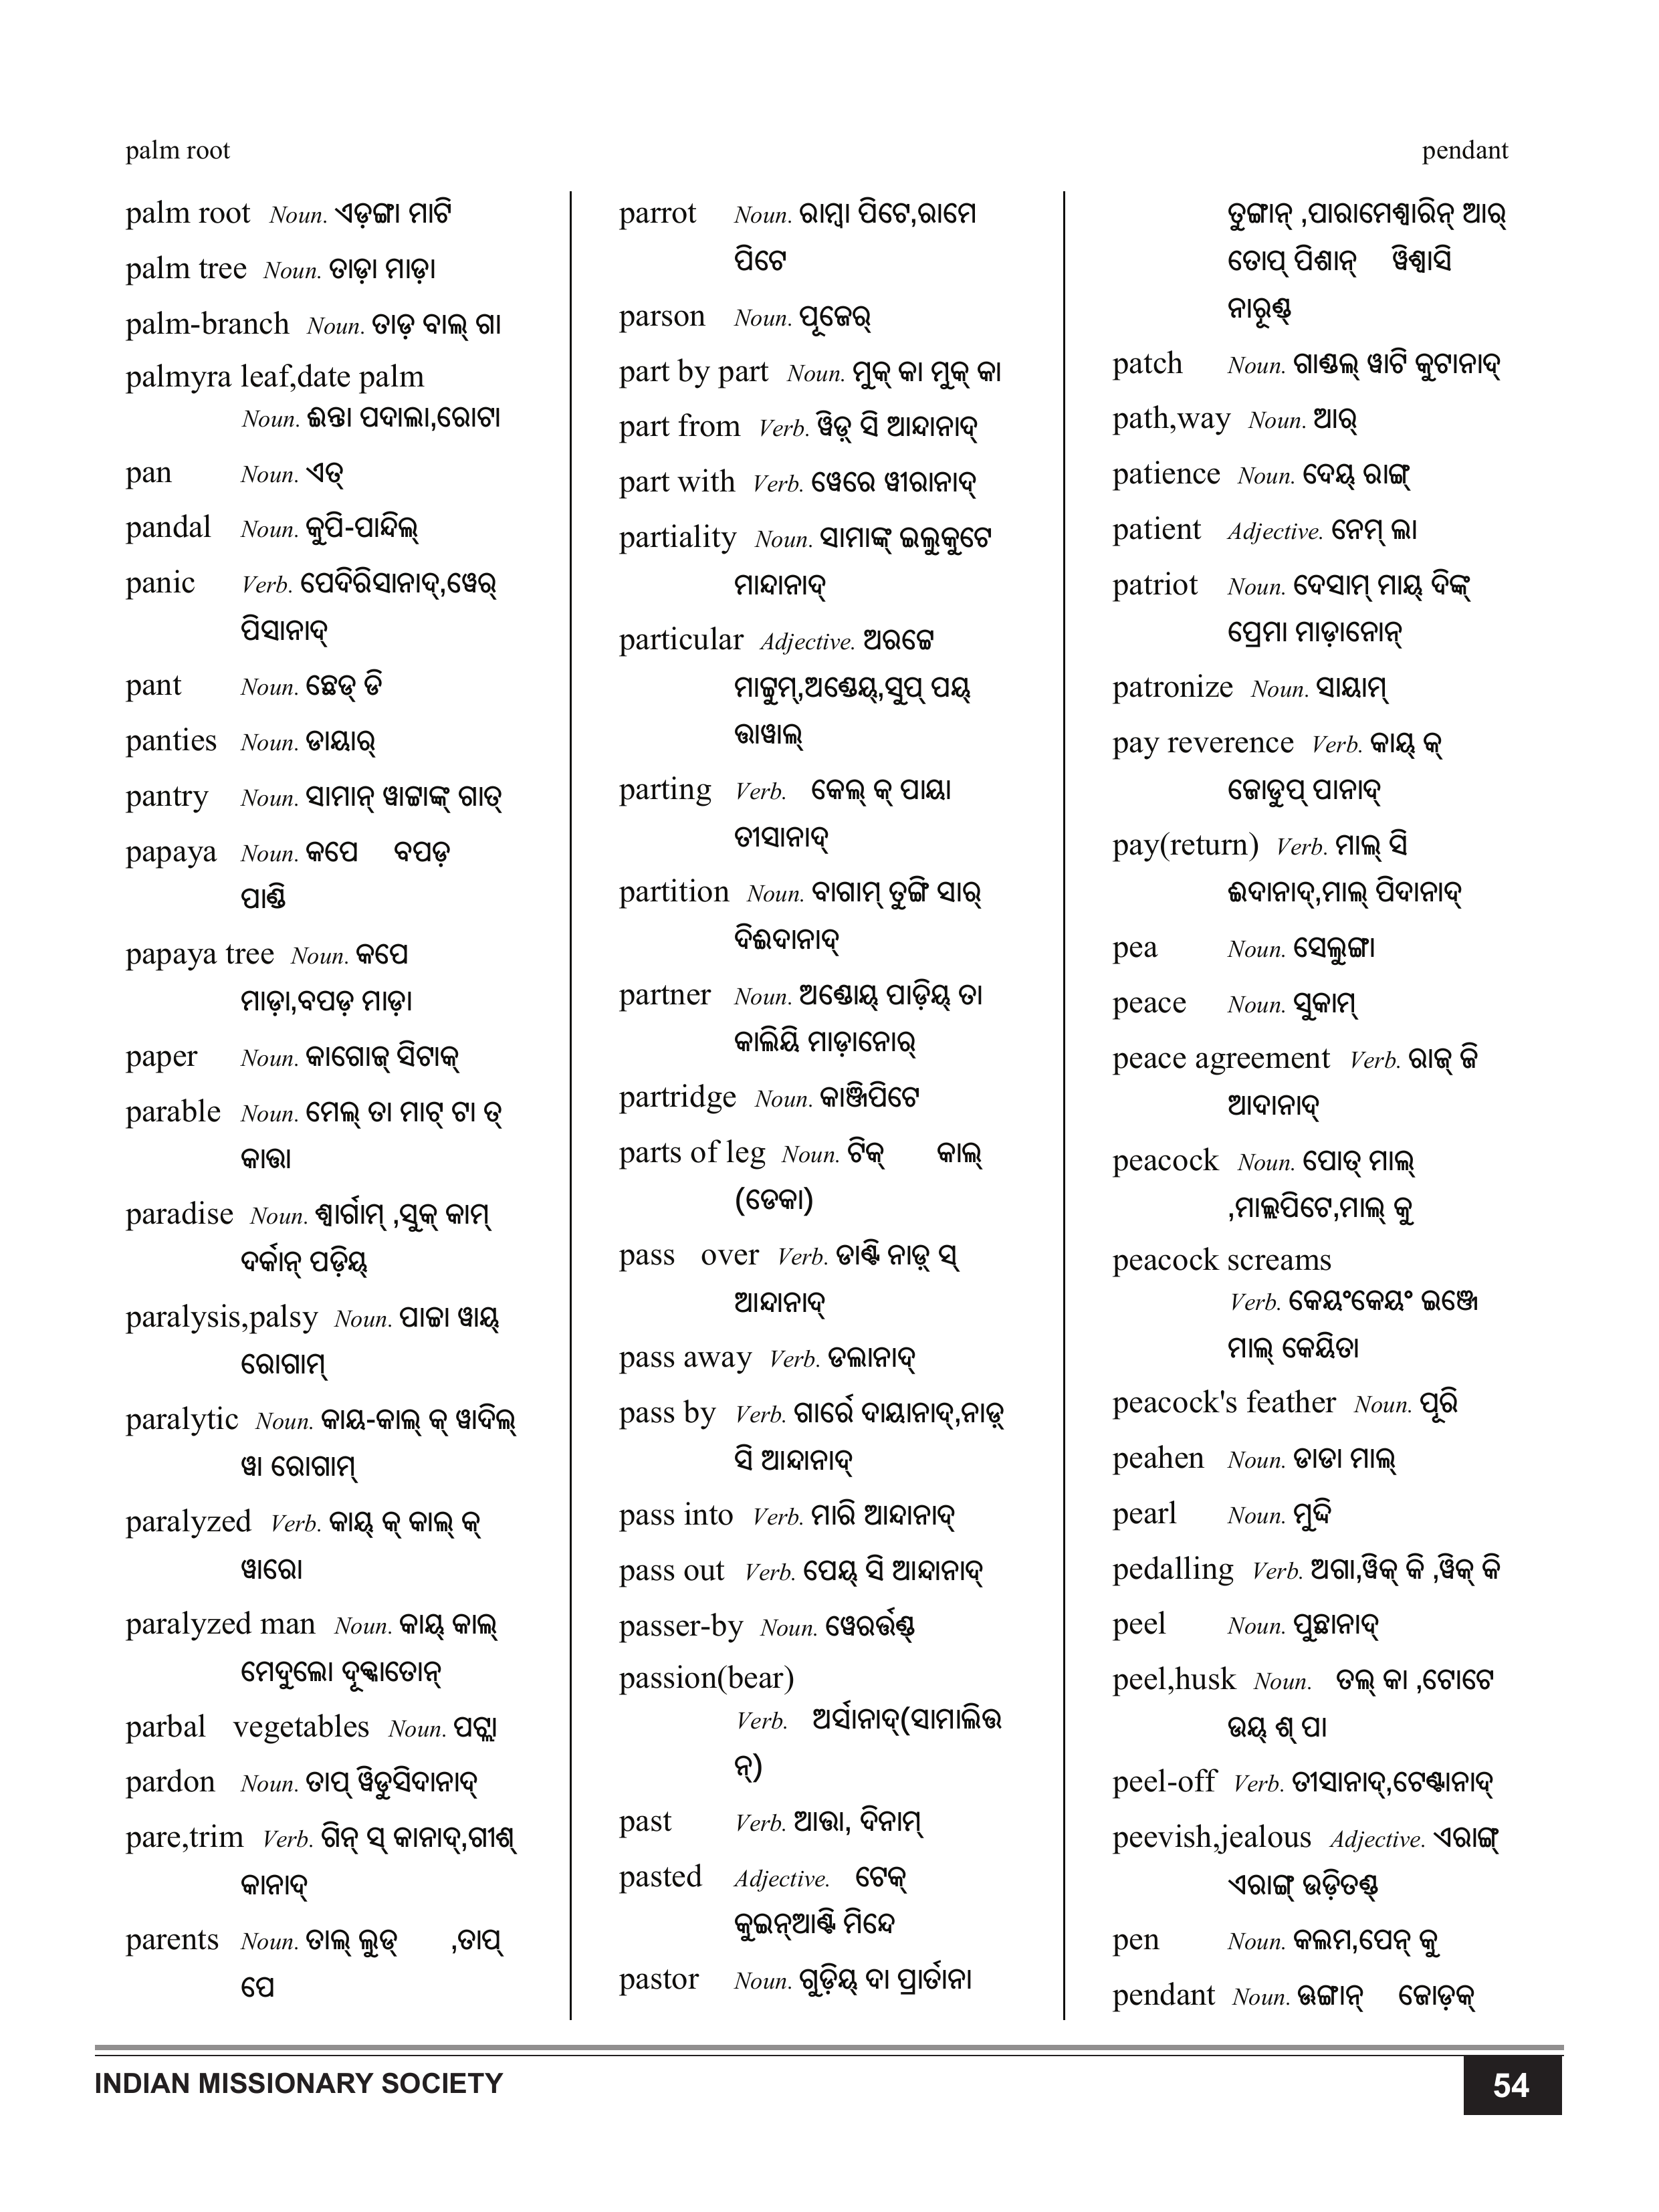 palm root
pendant
palm root Noun. ଏଡ଼ଙ୍ଗା ମାଟି
palm tree Noun. ତାଡ଼ା ମାଡ଼ା
palm-branch Noun. ତାଡ଼ ବାଲ୍ ଗା
palmyra leaf,date palm
Noun. ଈନ୍ତା ପଦାଲା,ରୋଟା
pan Noun. ଏତ୍
pandal Noun. କୁପି-ପାନ୍ଦିଲ୍
panic Verb. ପେଦିରିସାନାଦ୍,ୱେର୍
ପିସାନାଦ୍
pant Noun. ଛେଡ୍ ଡି
panties Noun. ଡାୟାର୍
pantry Noun. ସାମାନ୍ ୱାଟ୍ଟାଙ୍କ୍ ଗାତ୍
papaya Noun. କପେ ବପଡ଼
ପାଣ୍ଡି
papaya tree Noun. କପେ
ମାଡ଼ା,ବପଡ଼ ମାଡ଼ା
paper Noun. କାଗୋଜ୍ ସିଟାକ୍
parable Noun. ମେଲ୍ ତା ମାଟ୍ ଟା ତ୍
କାତ୍ତା
paradise Noun. ଶ୍ୱାର୍ଗାମ୍ ,ସୁକ୍ କାମ୍
ଦର୍କାନ୍ ପଡ଼ିୟ୍
paralysis,palsy Noun. ପାଚ୍ଚା ୱାୟ୍
ରୋଗାମ୍
paralytic Noun. କାୟ-କାଲ୍ କ୍ ୱାଦିଲ୍
ୱା ରୋଗାମ୍
paralyzed Verb. କାୟ୍ କ୍ କାଲ୍ କ୍
ୱାରୋ
paralyzed man Noun. କାୟ୍ କାଲ୍
ମେଦୁଲୋ ଦୂକ୍କାତୋନ୍
parbal vegetables Noun. ପଟ୍ଲା
pardon Noun. ତାପ୍ ୱିଡୁସିଦାନାଦ୍
pare,trim Verb. ଗିନ୍ ସ୍ କାନାଦ୍,ଗୀଶ୍
କାନାଦ୍
parents Noun. ତାଲ୍ ଲୁଡ୍ ,ତାପ୍
ପେ
parrot Noun. ରାମ୍ବା ପିଟେ,ରାମେ
ପିଟେ
parson Noun. ପୂଜେର୍
part by part Noun. ମୁକ୍ କା ମୁକ୍ କା
part from Verb. ୱିଡ଼୍ ସି ଆନ୍ଦାନାଦ୍
part with Verb. ୱେରେ ୱୀରାନାଦ୍
partiality Noun. ସାମାଙ୍କ୍ ଇଲୁକୁଟେ
ମାନ୍ଦାନାଦ୍
particular Adjective. ଅରଟ୍ଟେ
ମାଟ୍ଟୁମ୍,ଅଣ୍ଡେୟ୍,ସୁପ୍ ପୟ୍
ତ୍ତାୱାଲ୍
parting Verb. କେଲ୍ କ୍ ପାୟା
ତୀସାନାଦ୍
partition Noun. ବାଗାମ୍ ତୁଙ୍ଗି ସାର୍
ଦିଈଦାନାଦ୍
partner Noun. ଅଣ୍ଡୋୟ୍ ପାଡ଼ିୟ୍ ତା
କାଲିୟି ମାଡ଼ାନୋର୍
partridge Noun. କାଞ୍ଜିପିଟେ
parts of leg Noun. ଟିକ୍ କାଲ୍
(ଡେକା)
pass over Verb. ଡାଣ୍ଟି ନାଡ଼୍ ସ୍
ଆନ୍ଦାନାଦ୍
pass away Verb. ଡଲାନାଦ୍
pass by Verb. ଗାର୍ରେ ଦାୟାନାଦ୍,ନାଡ଼୍
ସି ଆନ୍ଦାନାଦ୍
pass into Verb. ମାରି ଆନ୍ଦାନାଦ୍
pass out Verb. ପେୟ୍ ସି ଆନ୍ଦାନାଦ୍
passer-by Noun. ୱେରର୍ତ୍ତଣ୍ଡ୍
passion(bear)
Verb. ଅର୍ସାନାଦ୍(ସାମାଲିତ୍ତ
ନ୍)
past Verb. ଆତ୍ତା, ଦିନାମ୍
pasted Adjective. ଟେକ୍
କୁଇନ୍ଆଣ୍ଟି ମିନ୍ଦେ
pastor Noun. ଗୁଡ଼ିୟ୍ ଦା ପ୍ରାର୍ତାନା
ତୁଙ୍ଗାନ୍ ,ପାରାମେଶ୍ୱାରିନ୍ ଆର୍
ତୋପ୍ ପିଶାନ୍ ୱିଶ୍ୱାସି
ନାରୂଣ୍ଡ୍
patch Noun. ଗାଣ୍ଡଲ୍ ୱାଟି କୁଟାନାଦ୍
path,way Noun. ଆର୍
patience Noun. ଦେୟ୍ ରାଙ୍ଗ୍
patient Adjective. ନେମ୍ ଲା
patriot Noun. ଦେସାମ୍ ମାୟ୍ ଦିଙ୍କ୍
ପ୍ରେମା ମାଡ଼ାନୋନ୍
patronize Noun. ସାୟାମ୍
pay reverence Verb. କାୟ୍ କ୍
ଜୋଡୁପ୍ ପାନାଦ୍
pay(return) Verb. ମାଲ୍ ସି
ଈଦାନାଦ୍,ମାଲ୍ ପିଦାନାଦ୍
pea Noun. ସେଲୁଙ୍ଗା
peace Noun. ସୁକାମ୍
peace agreement Verb. ରାଜ୍ ଜି
ଆଦାନାଦ୍
peacock Noun. ପୋତ୍ ମାଲ୍
,ମାଲ୍ଲପିଟେ,ମାଲ୍ କୁ
peacock screams
Verb. କେୟଂକେୟଂ ଇଞ୍ଜେ
ମାଲ୍ କେୟିତା
peacock's feather Noun. ପୂରି
peahen Noun. ଡାଡା ମାଲ୍
pearl Noun. ମୁଦ୍ଦି
pedalling Verb. ଅଗା,ୱିକ୍ କି ,ୱିକ୍ କି
peel Noun. ପୁଛାନାଦ୍
peel,husk Noun. ତଲ୍ କା ,ଟୋଟେ
ଉୟ୍ ଶ୍ ପା
peel-off Verb. ତୀସାନାଦ୍,ଟେଣ୍ଟାନାଦ୍
peevish,jealous Adjective. ଏରାଙ୍ଗ୍
ଏରାଙ୍ଗ୍ ଉଡ଼ିତଣ୍ଡ୍
pen Noun. କଲମ,ପେନ୍ କୁ
pendant Noun. ଊଙ୍ଗାନ୍ ଜୋଡ଼କ୍
INDIAN MISSIONARY SOCIETY
54